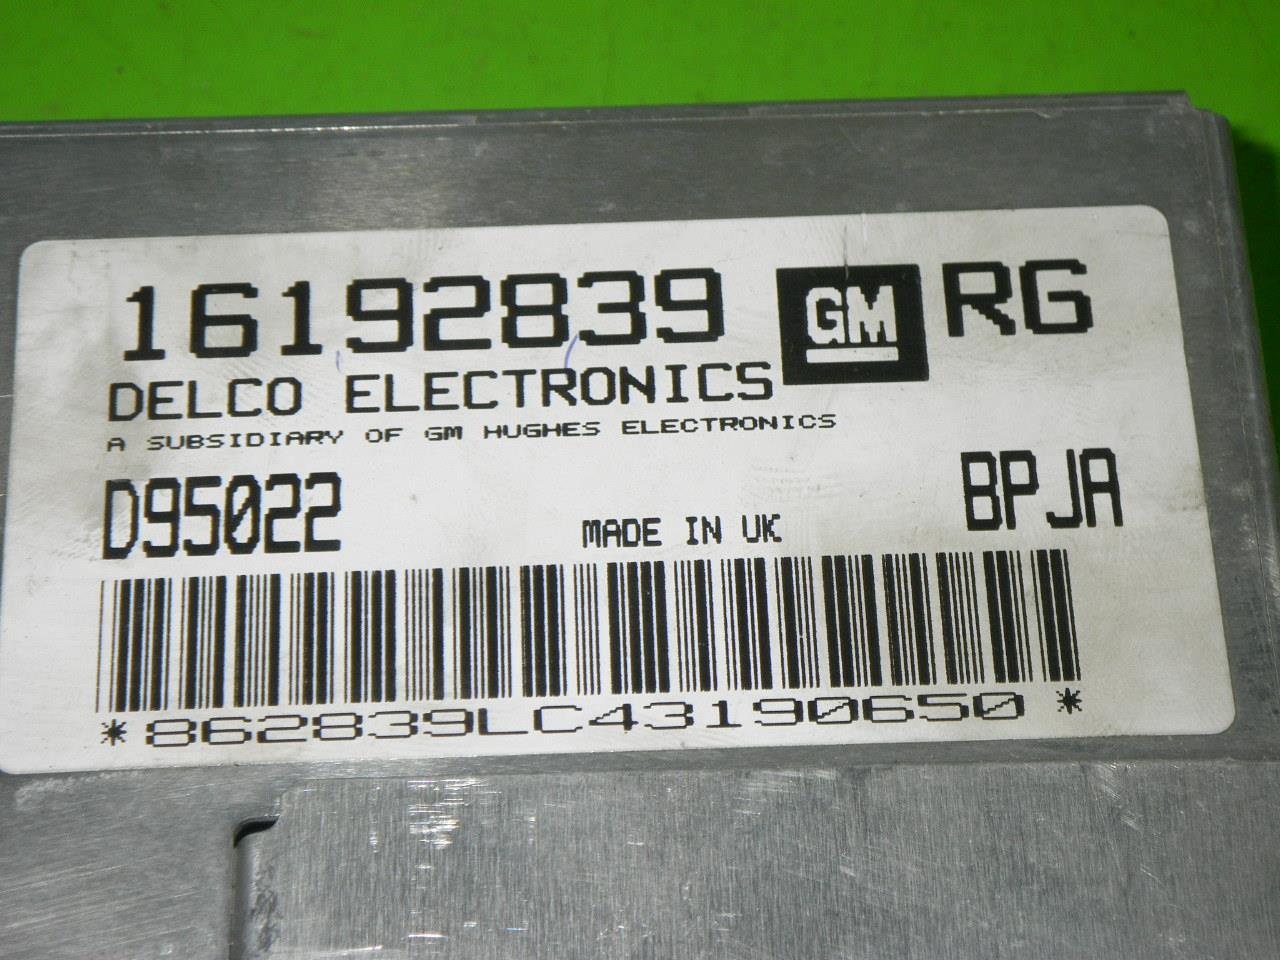 16192839 GM RG
DELCO ELECTRONICS
A SUBSIDIARY OF GM HUGHES ELECTRONICS
D95022 BPJA
MADE IN UK
*862839LC43190650*